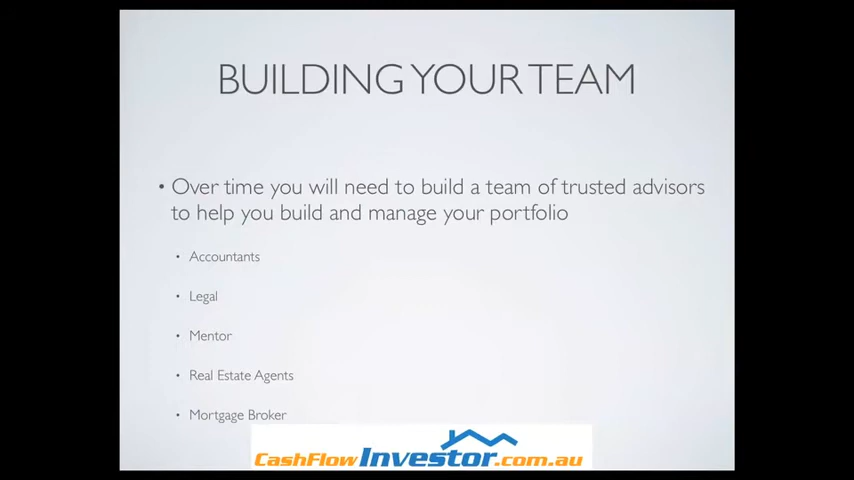 BUILDING YOUR TEAM
• Over time you will need to build a team of trusted advisors
to help you build and manage your portfolio
• Accountants
• Legal
• Mentor
• Real Estate Agents
• Mortgage Broker
CashFlowInvestor.com.au